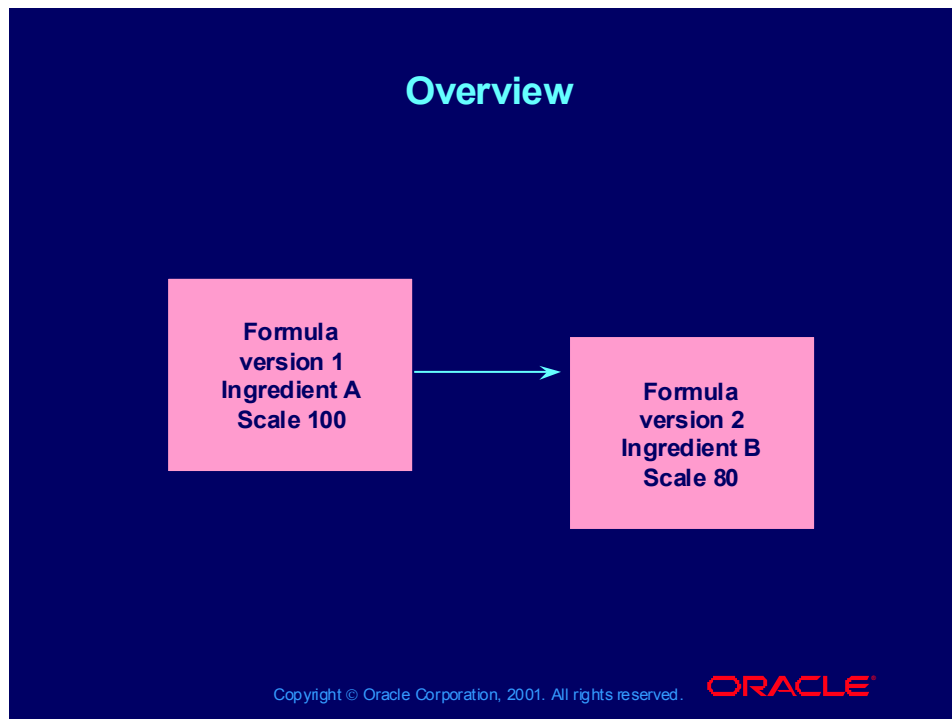 Overview
Formula
version 1
Ingredient A
Scale 100
Formula
version 2
Ingredient B
Scale 80
Copyright © Oracle Corporation, 2001. All rights reserved.
ORACLE®